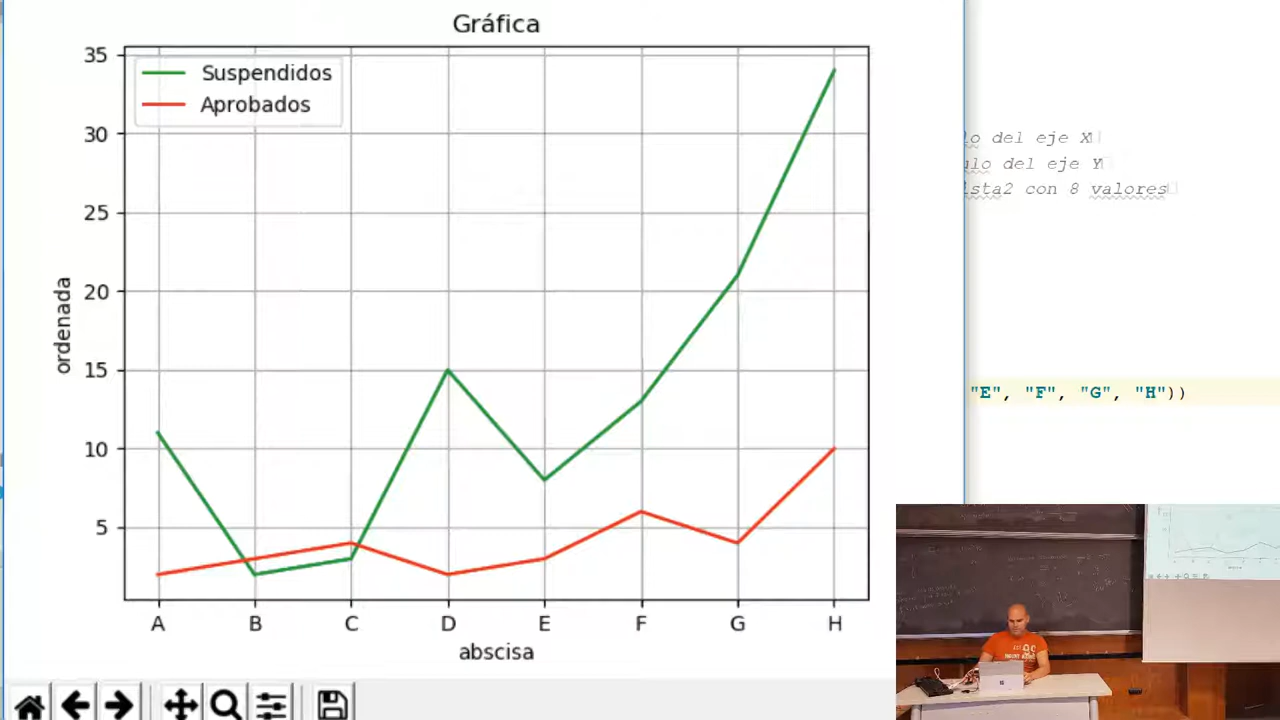 Gráfica
35
30
25
20
15
10
5
ordenada
Suspendidos
Aprobados
A B C D E F G H
abscisa
lo del eje X
ulo del eje Y
ista2 con 8 valores
"E", "F", "G", "H"))